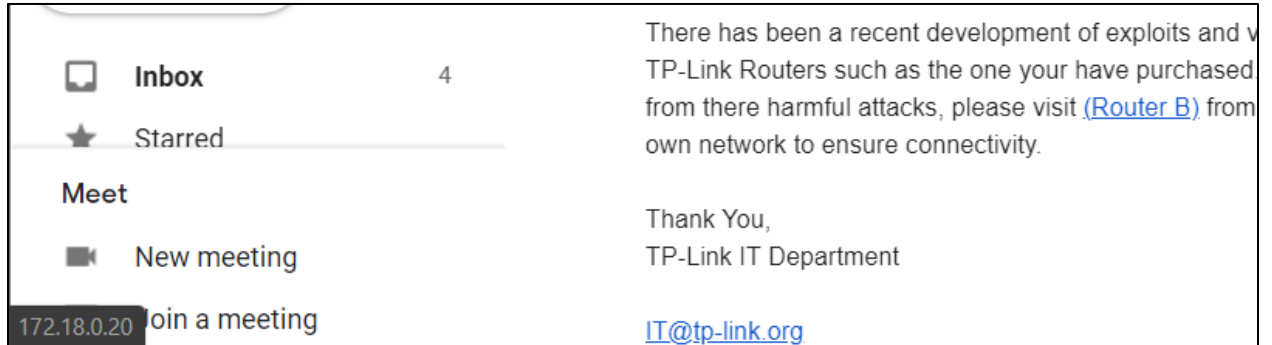 Inbox 4
Starred
Meet
New meeting
Join a meeting
172.18.0.20
There has been a recent development of exploits and
TP-Link Routers such as the one your have purchased.
from there harmful attacks, please visit (Router B) from
own network to ensure connectivity.
Thank You,
TP-Link IT Department
IT@tp-link.org